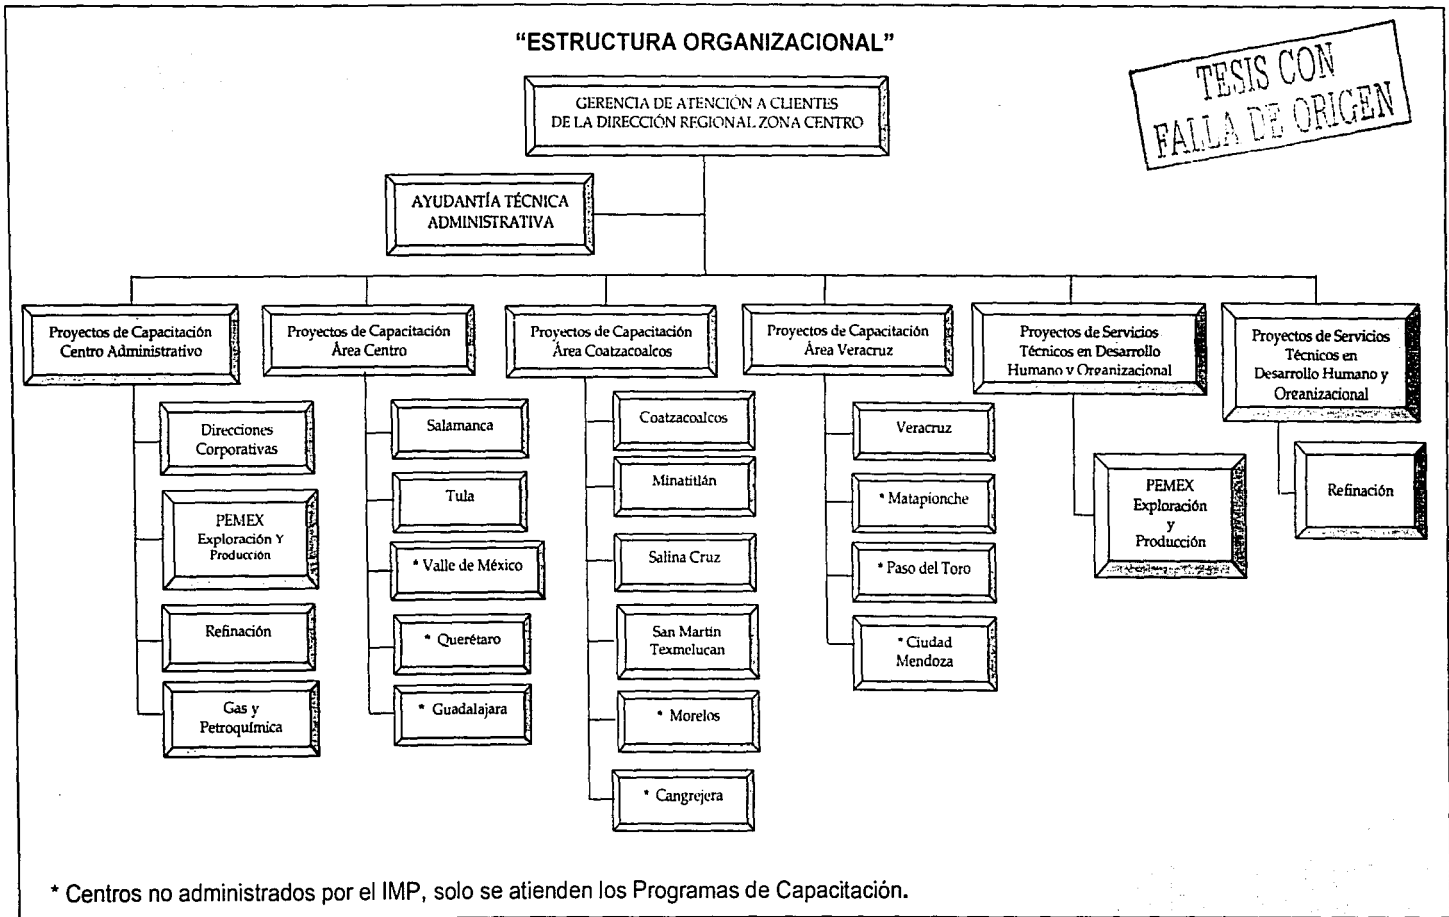 “ESTRUCTURA ORGANIZACIONAL”
TESIS CON
FALLA DE ORIGEN
GERENCIA DE ATENCIÓN A CLIENTES
DE LA DIRECCIÓN REGIONAL ZONA CENTRO
AYUDANTÍA TÉCNICA
ADMINISTRATIVA
Proyectos de Capacitación
Centro Administrativo
Direcciones
Corporativas
PEMEX
Exploración Y
Producción
Refinación
Gas y
Petroquímica
Proyectos de Capacitación
Área Centro
Salamanca
Tula
* Valle de México
* Querétaro
* Guadalajara
Proyectos de Capacitación
Área Coatzacoalcos
Coatzacoalcos
Minatitlán
Salina Cruz
San Martín
Texmelucan
* Morelos
* Cangrejera
Proyectos de Capacitación
Área Veracruz
Veracruz
* Matapionche
* Paso del Toro
* Ciudad
Mendoza
Proyectos de Servicios
Técnicos en Desarrollo
Humano y Organizacional
PEMEX
Exploración
y
Producción
Proyectos de Servicios
Técnicos en
Desarrollo Humano y
Organizacional
Refinación
* Centros no administrados por el IMP, solo se atienden los Programas de Capacitación.